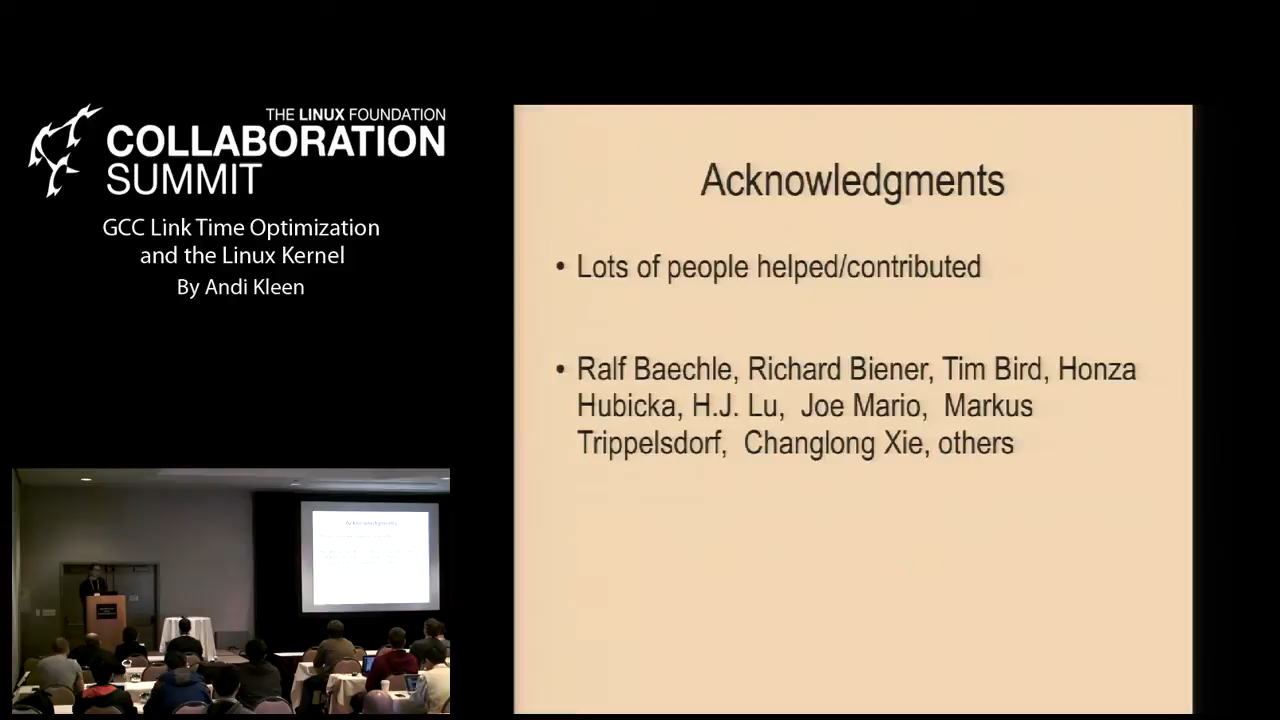 THE LINUX FOUNDATION
COLLABORATION
SUMMIT
GCC Link Time Optimization
and the Linux Kernel
By Andi Kleen
Acknowledgments
• Lots of people helped/contributed
• Ralf Baechle, Richard Biener, Tim Bird, Honza
Hubicka, H.J. Lu, Joe Mario, Markus
Trippelsdorf, Changlong Xie, others
Acknowledgments